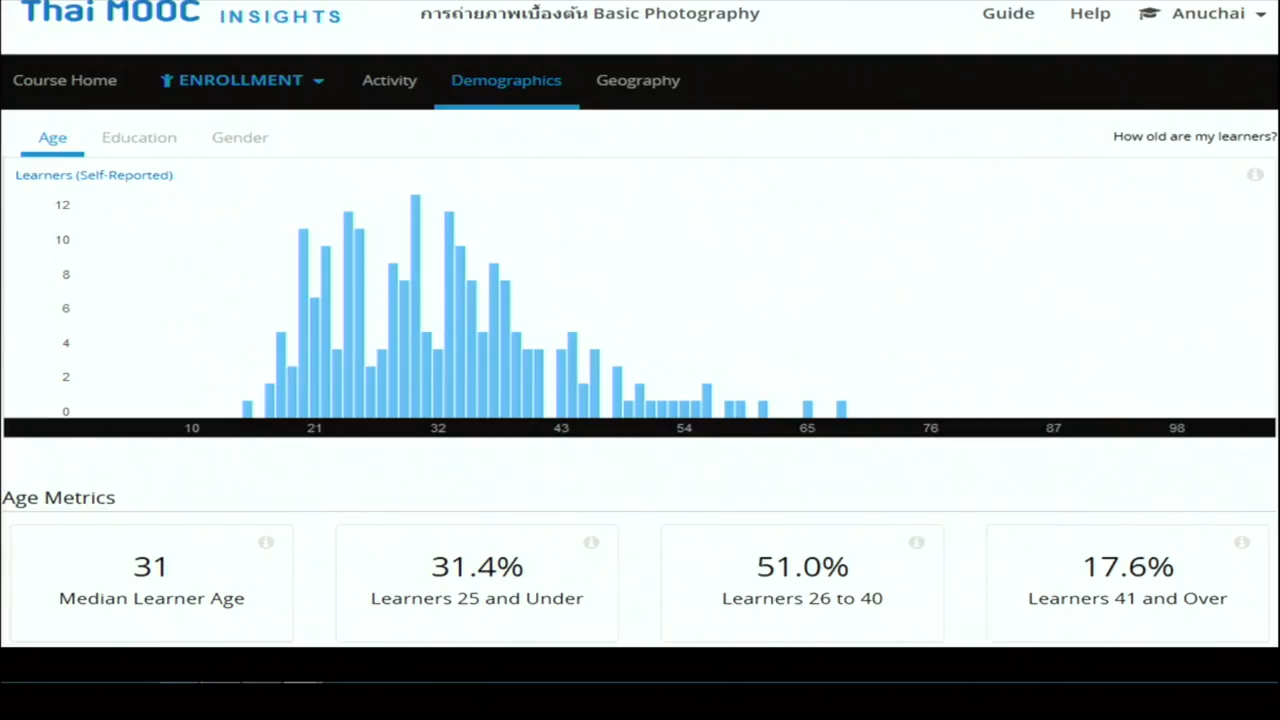 Thai MOOC INSIGHTS
การถ่ายภาพเบื้องต้น Basic Photography
Guide Help Anuchai
Course Home ENROLLMENT Activity Demographics Geography
Age Education Gender
How old are my learners?
Learners (Self-Reported)
12
10
8
6
4
2
0
10 21 32 43 54 65 76 87 98
Age Metrics
31
Median Learner Age
31.4%
Learners 25 and Under
51.0%
Learners 26 to 40
17.6%
Learners 41 and Over